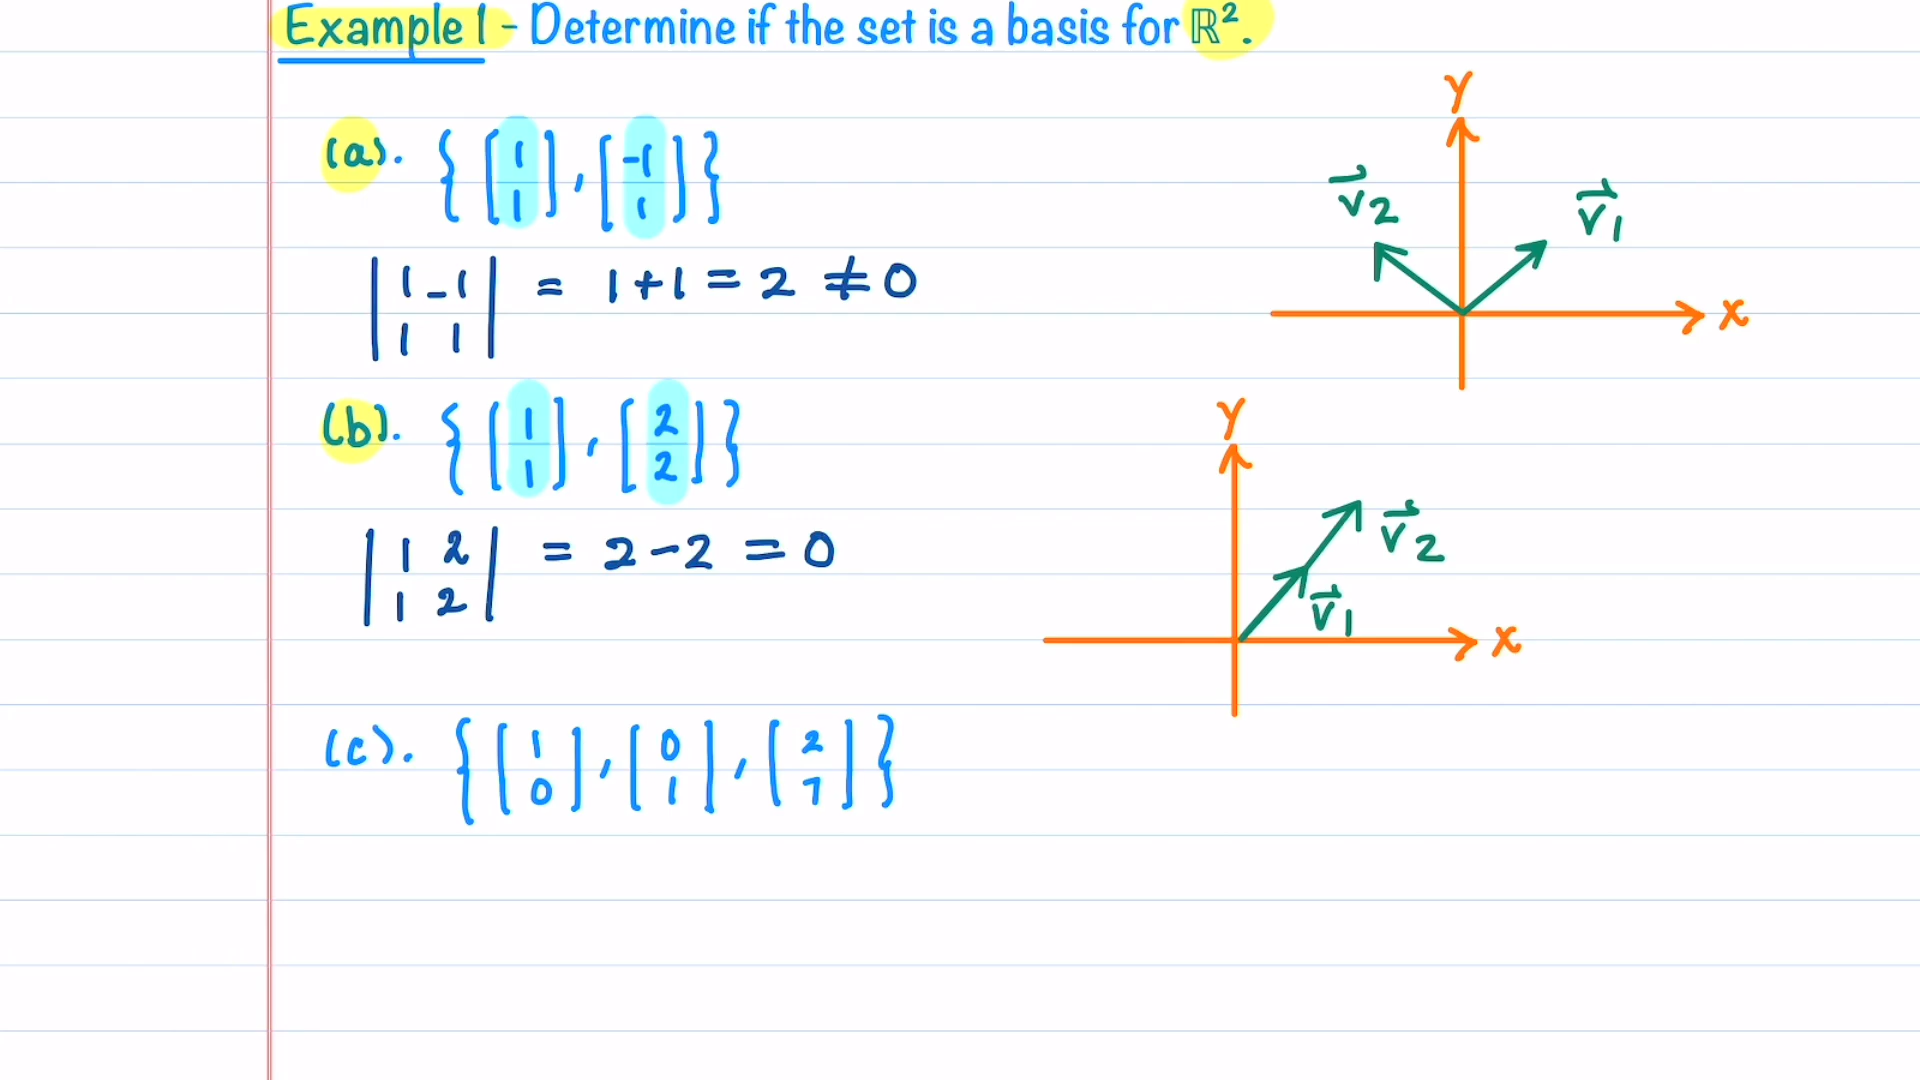 Example 1 - Determine if the set is a basis for ℝ².
(a). { [1 1], [-1 1] }
|1 -1|
|1 1| = 1+1 = 2 ≠ 0
y
x
v⃗2
v⃗1
(b). { [1 1], [2 2] }
|1 2|
|1 2| = 2-2 = 0
y
x
v⃗2
v⃗1
(c). { [1 0], [0 1], [2 7] }